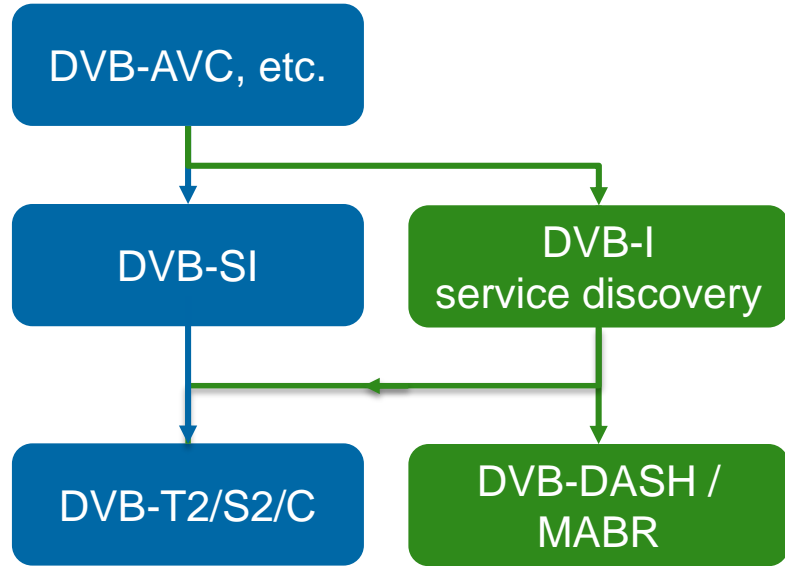 DVB-AVC, etc.
DVB-SI
DVB-I
service discovery
DVB-T2/S2/C
DVB-DASH /
MABR